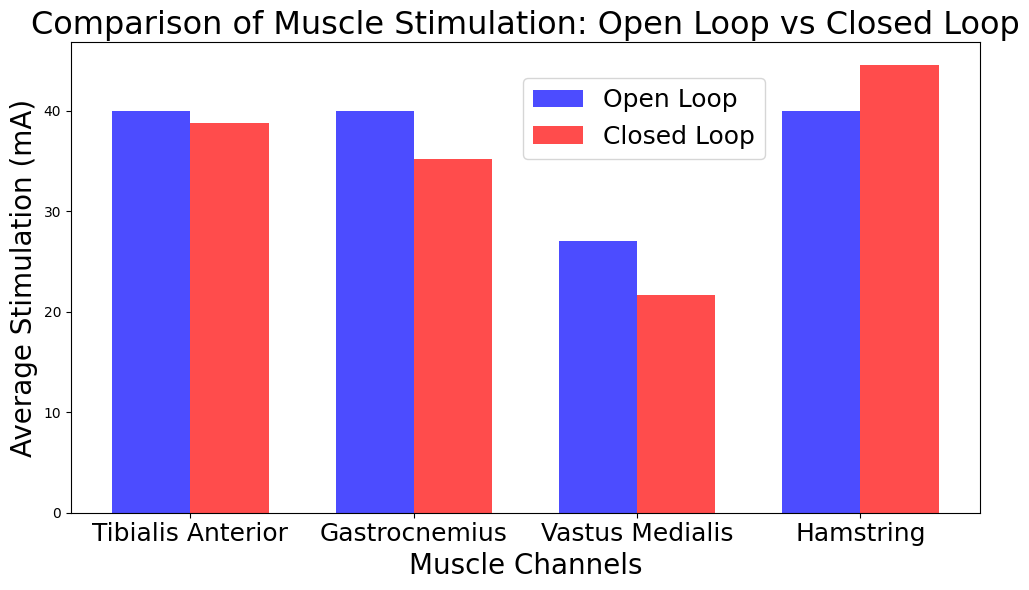 Comparison of Muscle Stimulation: Open Loop vs Closed Loop
Open Loop
Closed Loop
Average Stimulation (mA)
40
30
20
10
0
Tibialis Anterior Gastrocnemius Vastus Medialis Hamstring
Muscle Channels